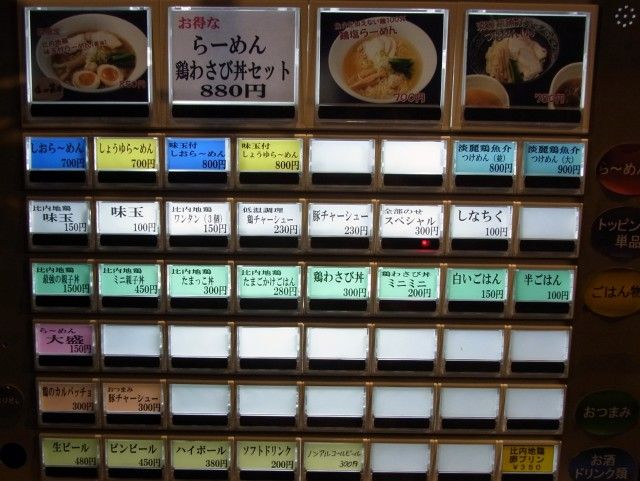 お得な
らーめん
鶏わさび丼セット
880円
鶏塩らーめん
しおら～めん
700円
しょうゆら～めん
700円
味玉付
しおら～めん
800円
味玉付
しょうゆら～めん
800円
淡麗鶏魚介
つけめん（並）
800円
淡麗鶏魚介
つけめん（大）
900円
比内地鶏
味玉
150円
味玉
100円
比内地鶏
ワンタン（3個）
150円
低温調理
鶏チャーシュー
230円
豚チャーシュー
230円
全部のせ
スペシャル
300円
しなちく
100円
比内地鶏
最強の親子丼
1500円
比内地鶏
ミニ親子丼
450円
比内地鶏
たまっこ丼
300円
比内地鶏
たまごかけごはん
280円
鶏わさび丼
300円
鶏わさび丼
ミニミニ
200円
白いごはん
150円
半ごはん
100円
ら～めん
大盛
150円
鶏のカルパッチョ
300円
おつまみ
豚チャーシュー
300円
生ビール
480円
ビンビール
450円
ハイボール
380円
ソフトドリンク
200円
ノンアルコールビール
300円
比内地鶏
卵プリン
￥350
ら～めん
トッピング
単品
ごはん物
おつまみ
お酒
ドリンク類